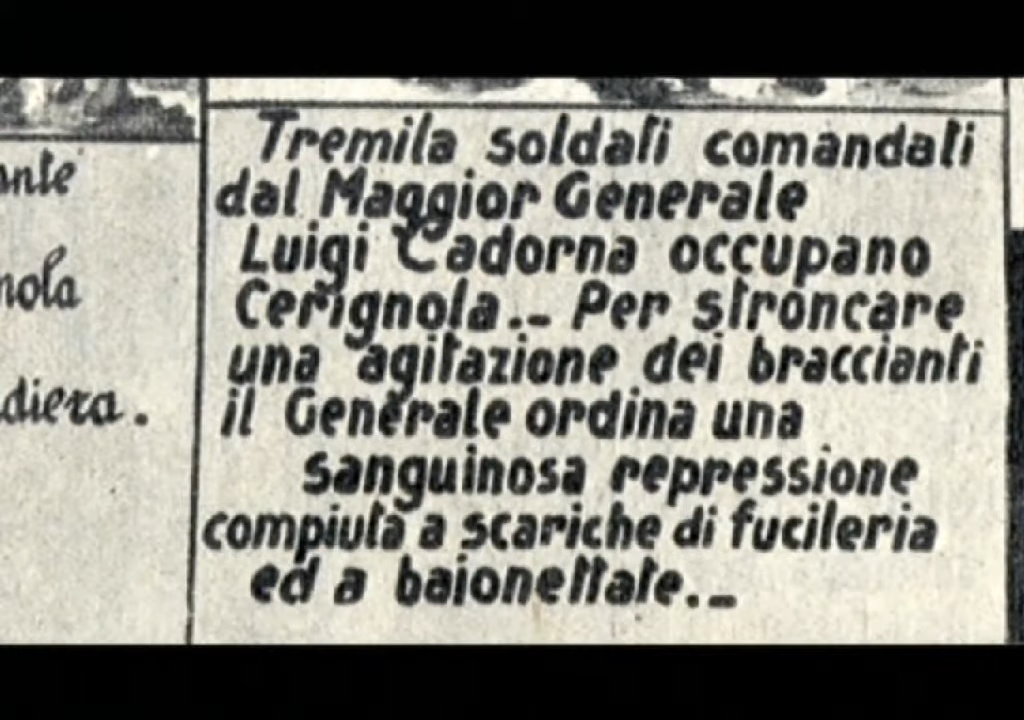 Tremila soldati comandati
dal Maggior Generale
Luigi Cadorna occupano
Cerignola.– Per stroncare
una agitazione dei braccianti
il Generale ordina una
sanguinosa repressione
compiuta a scariche di fucileria
ed a baionettate.–
diera.